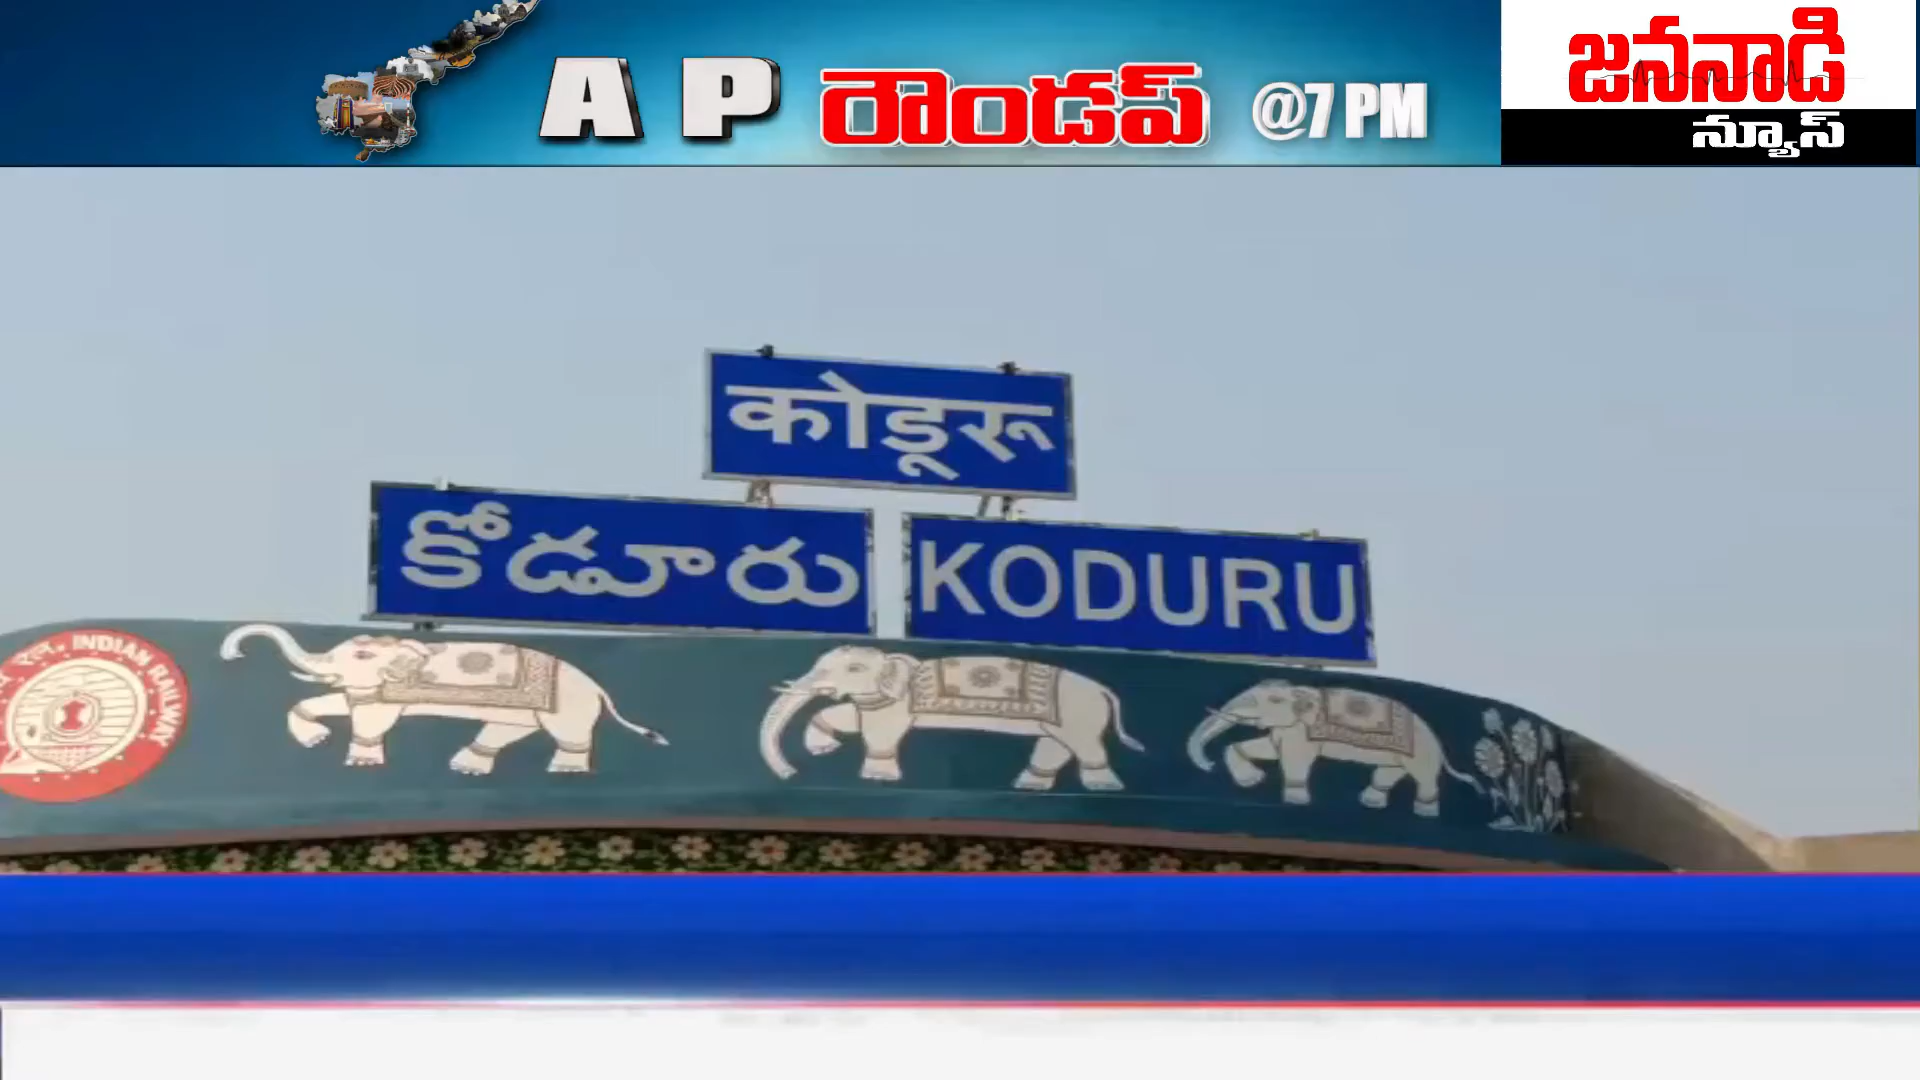 A P రౌండప్ @7 PM
జననాడి
న్యూస్
कोडूरू
కోడూరు
KODURU
रेल. INDIAN RAILWAY